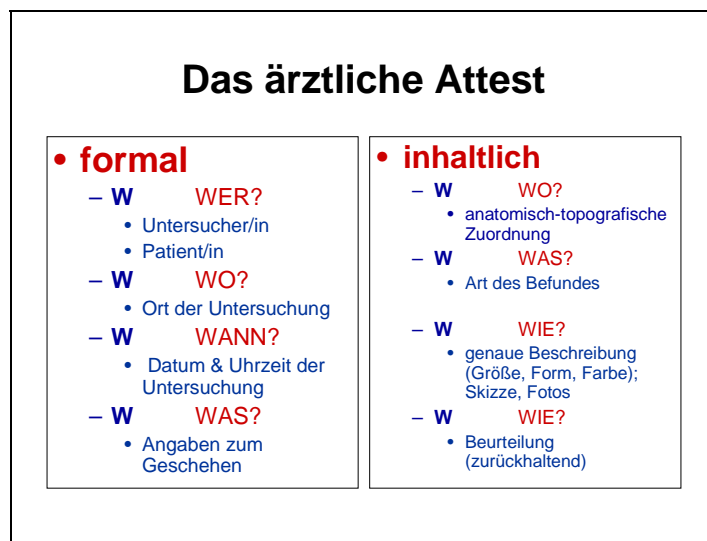 Das ärztliche Attest
• formal
– W WER?
• Untersucher/in
• Patient/in
– W WO?
• Ort der Untersuchung
– W WANN?
• Datum & Uhrzeit der
Untersuchung
– W WAS?
• Angaben zum
Geschehen
• inhaltlich
– W WO?
• anatomisch-topografische
Zuordnung
– W WAS?
• Art des Befundes
– W WIE?
• genaue Beschreibung
(Größe, Form, Farbe);
Skizze, Fotos
– W WIE?
• Beurteilung
(zurückhaltend)